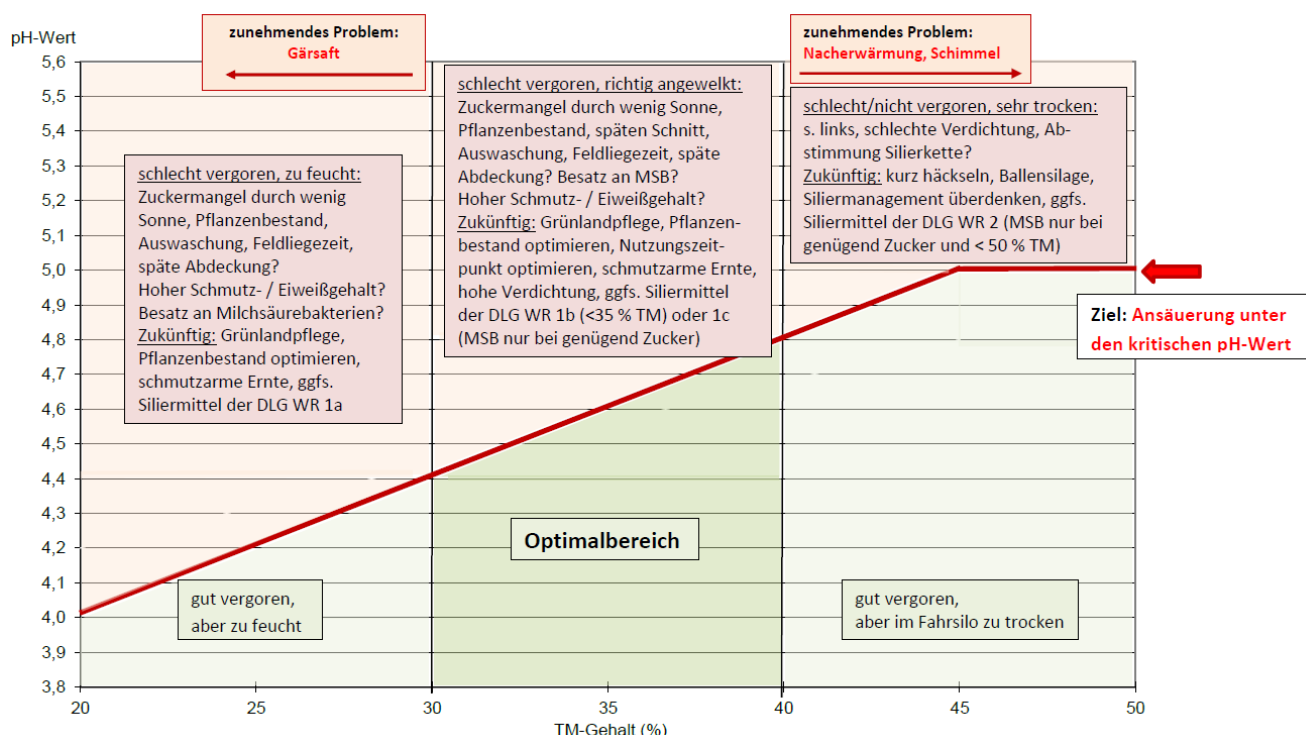 pH-Wert
zunehmendes Problem:
Gärsaft
zunehmendes Problem:
Nacherwärmung, Schimmel
5,6
5,5
5,4
5,3
5,2
5,1
5,0
4,9
4,8
4,7
4,6
4,5
4,4
4,3
4,2
4,1
4,0
3,9
3,8
schlecht vergoren, zu feucht:
Zuckermangel durch wenig
Sonne, Pflanzenbestand,
Auswaschung, Feldliegezeit,
späte Abdeckung?
Hoher Schmutz- / Eiweißgehalt?
Besatz an Milchsäurebakterien?
Zukünftig: Grünlandpflege,
Pflanzenbestand optimieren,
schmutzarme Ernte, ggfs.
Siliermittel der DLG WR 1a
schlecht vergoren, richtig angewelkt:
Zuckermangel durch wenig Sonne,
Pflanzenbestand, späten Schnitt,
Auswaschung, Feldliegezeit, späte
Abdeckung? Besatz an MSB?
Hoher Schmutz- / Eiweißgehalt?
Zukünftig: Grünlandpflege, Pflanzen-
bestand optimieren, Nutzungszeit-
punkt optimieren, schmutzarme Ernte,
hohe Verdichtung, ggfs. Siliermittel
der DLG WR 1b (<35 % TM) oder 1c
(MSB nur bei genügend Zucker)
schlecht/nicht vergoren, sehr trocken:
s. links, schlechte Verdichtung, Ab-
stimmung Silierkette?
Zukünftig: kurz häckseln, Ballensilage,
Siliermanagement überdenken, ggfs.
Siliermittel der DLG WR 2 (MSB nur bei
genügend Zucker und < 50 % TM)
Ziel: Ansäuerung unter
den kritischen pH-Wert
Optimalbereich
gut vergoren,
aber zu feucht
gut vergoren,
aber im Fahrsilo zu trocken
20 25 30 35 40 45 50
TM-Gehalt (%)